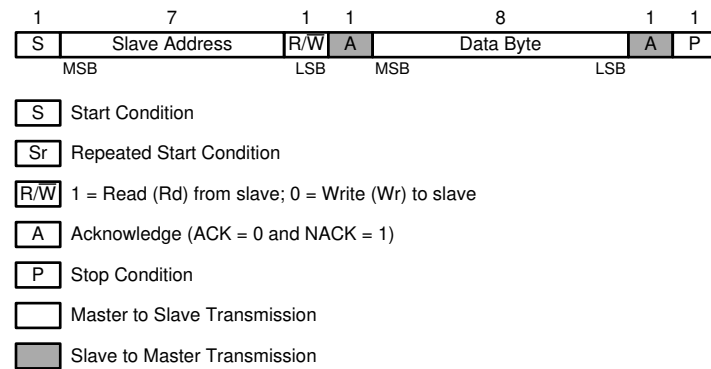 1 7 1 1 8 1 1
S Slave Address R/W̅ A Data Byte A P
MSB LSB MSB LSB
S Start Condition
Sr Repeated Start Condition
R/W̅ 1 = Read (Rd) from slave; 0 = Write (Wr) to slave
A Acknowledge (ACK = 0 and NACK = 1)
P Stop Condition
Master to Slave Transmission
Slave to Master Transmission